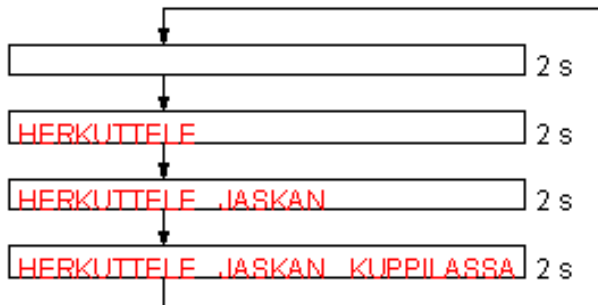 2 s
HERKUTTELE 2 s
HERKUTTELE JASKAN 2 s
HERKUTTELE JASKAN KUPPILASSA 2 s